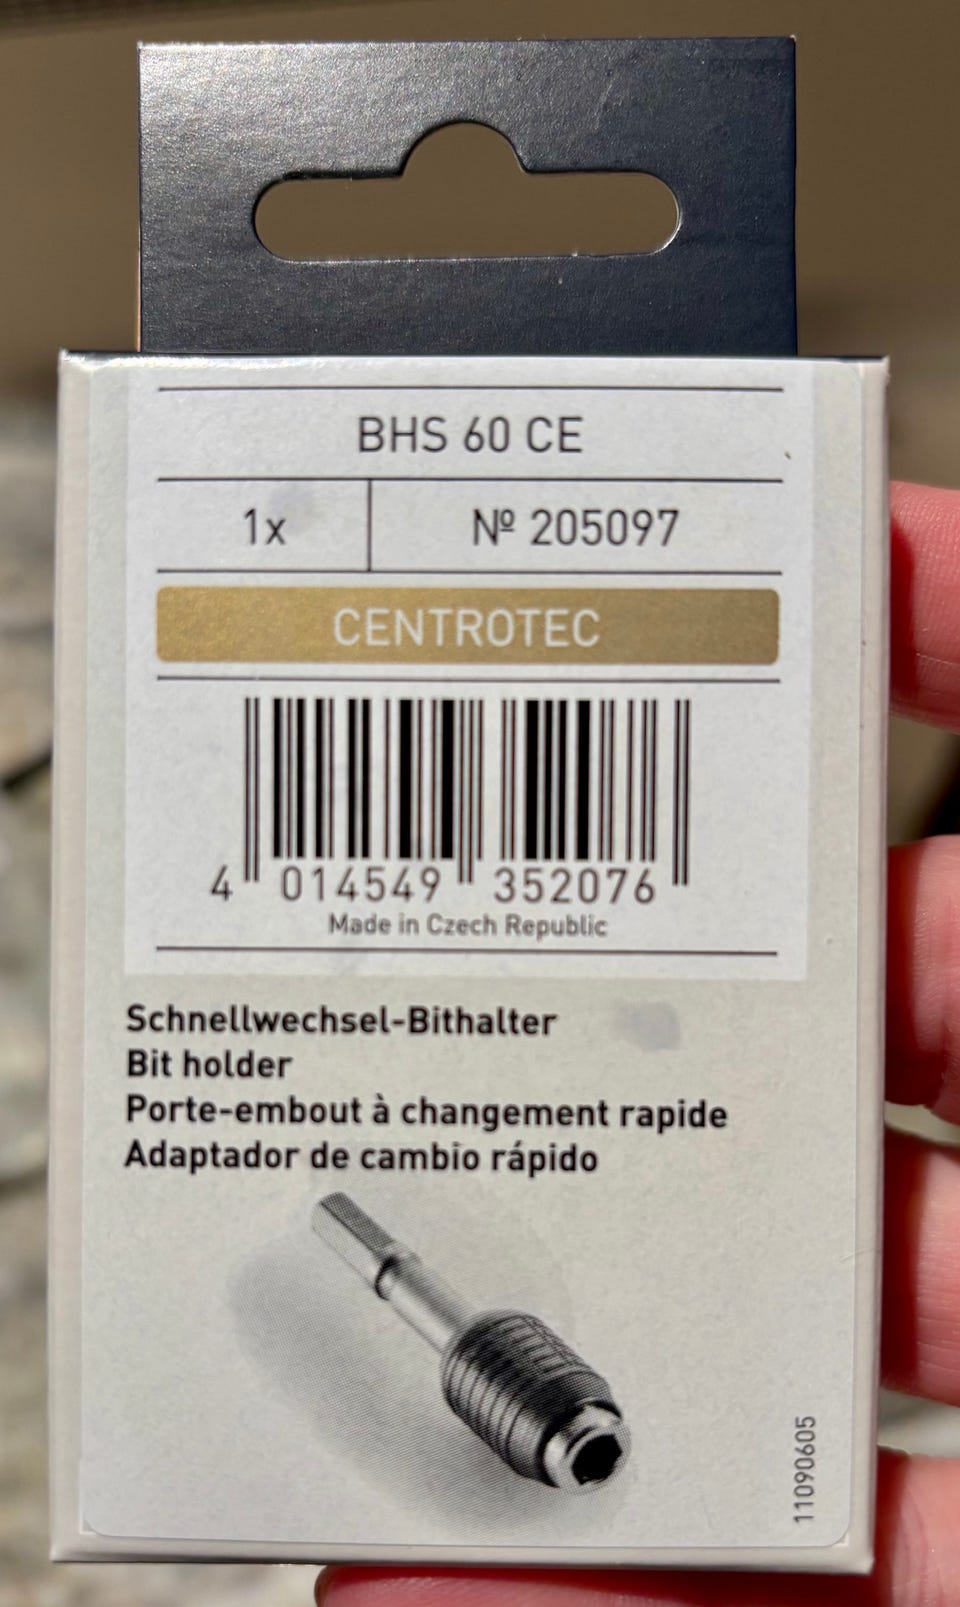 BHS 60 CE
1x Nº 205097
CENTROTEC
4 014549 352076
Made in Czech Republic
Schnellwechsel-Bithalter
Bit holder
Porte-embout à changement rapide
Adaptador de cambio rápido
11090605